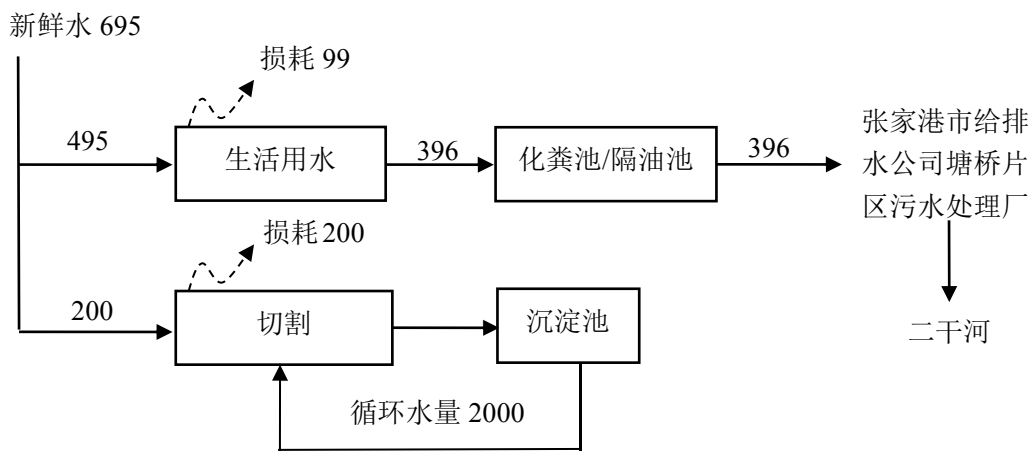 新鲜水 695
损耗 99
495
生活用水
396
化粪池/隔油池
396
张家港市给排
水公司塘桥片
区污水处理厂
损耗 200
200
切割
沉淀池
二干河
循环水量 2000